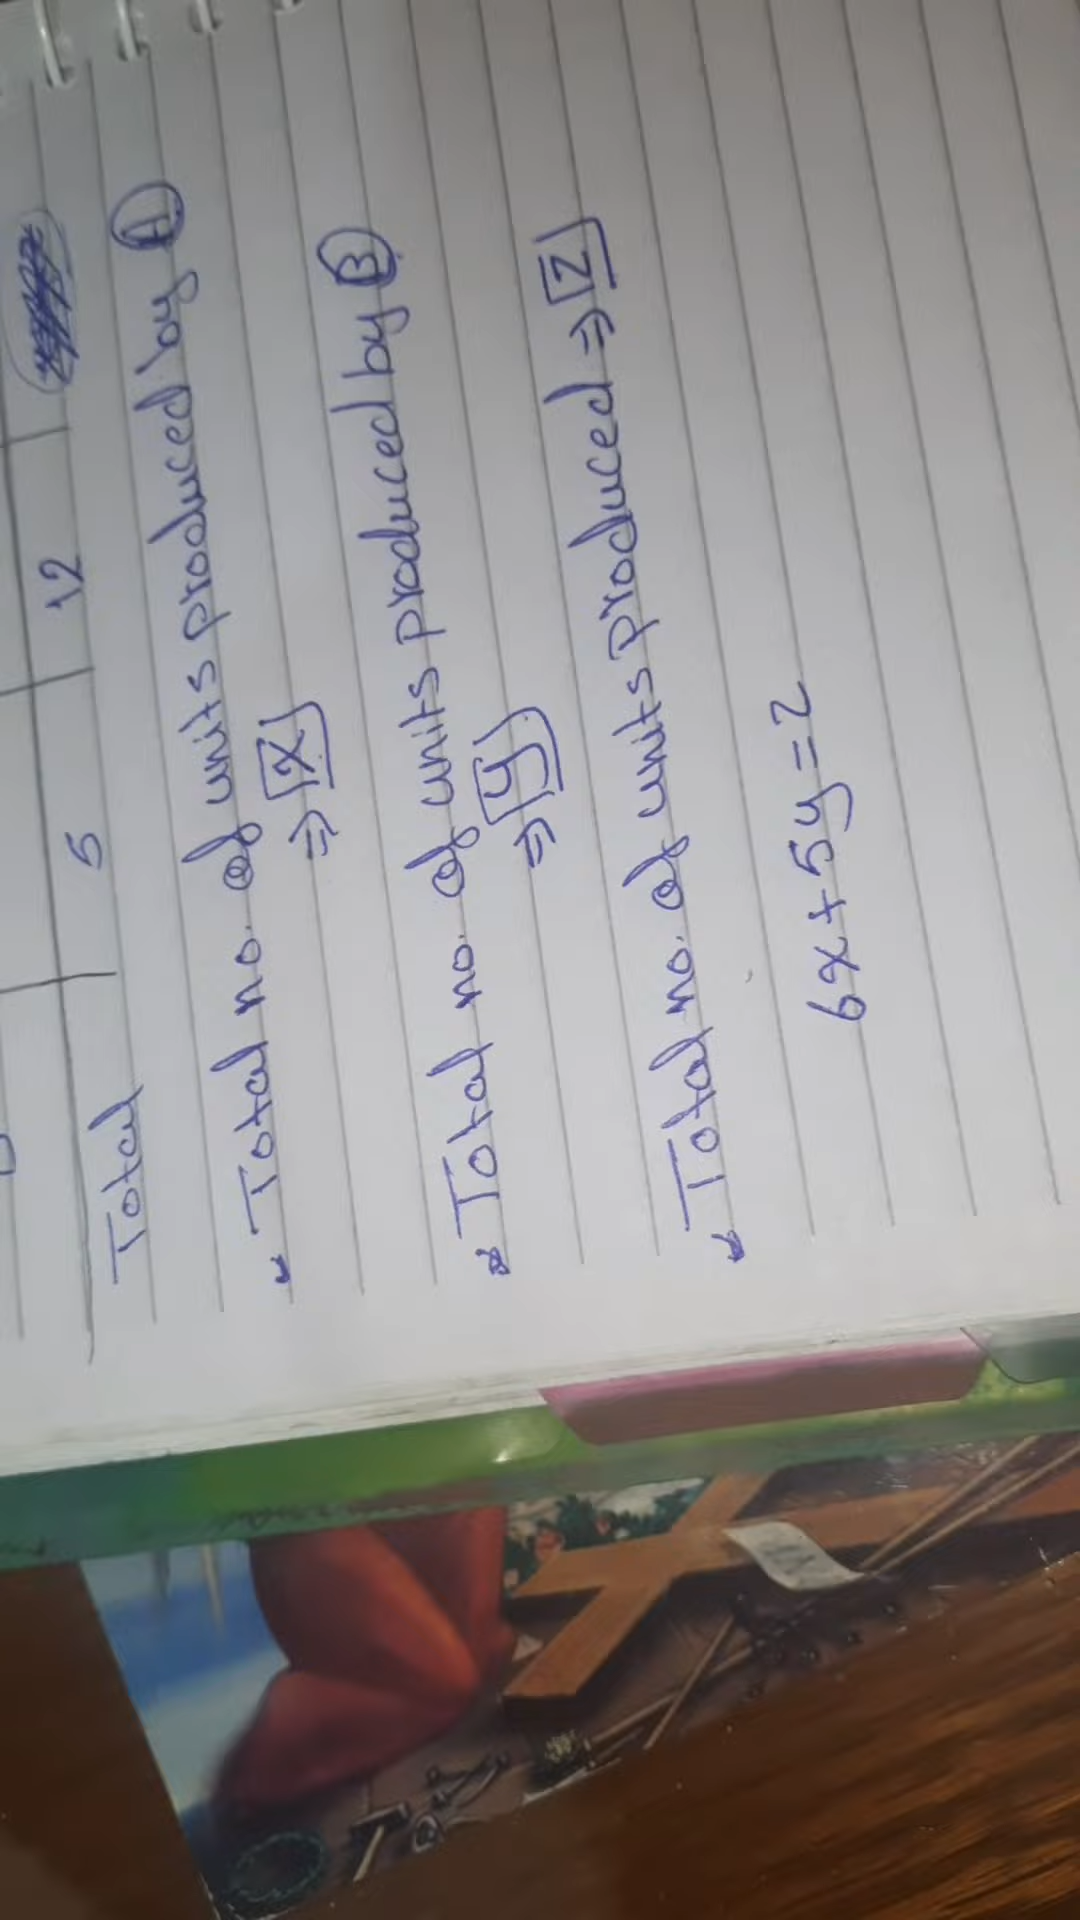 5 12
Total
Total no. of units produced by A
⇒ x
Total no. of units produced by B
⇒ y
Total no. of units produced ⇒ z
6x + 5y = z